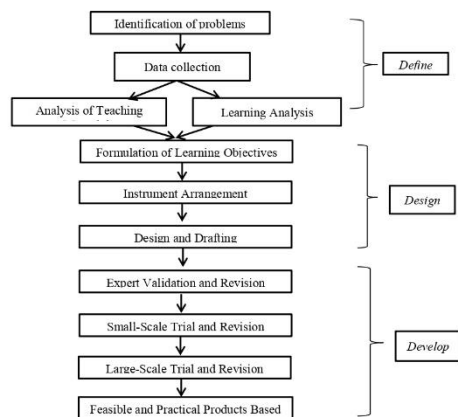 Identification of problems
Data collection
Define
Analysis of Teaching
Learning Analysis
Formulation of Learning Objectives
Instrument Arrangement
Design
Design and Drafting
Expert Validation and Revision
Small-Scale Trial and Revision
Develop
Large-Scale Trial and Revision
Feasible and Practical Products Based